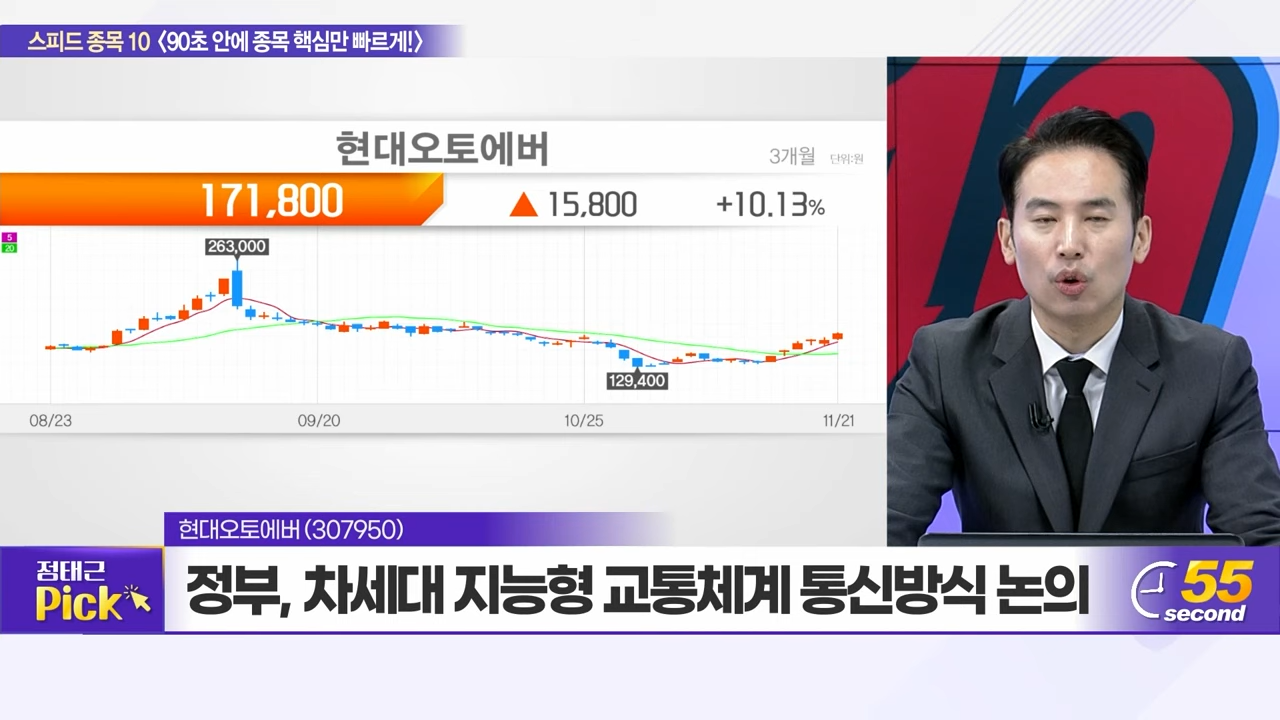 스피드 종목 10 〈90초 안에 종목 핵심만 빠르게!〉
현대오토에버
3개월 단위:원
171,800 ▲ 15,800 +10.13%
5
20
263,000
129,400
08/23 09/20 10/25 11/21
현대오토에버(307950)
정태근
Pick
정부, 차세대 지능형 교통체계 통신방식 논의
55
second